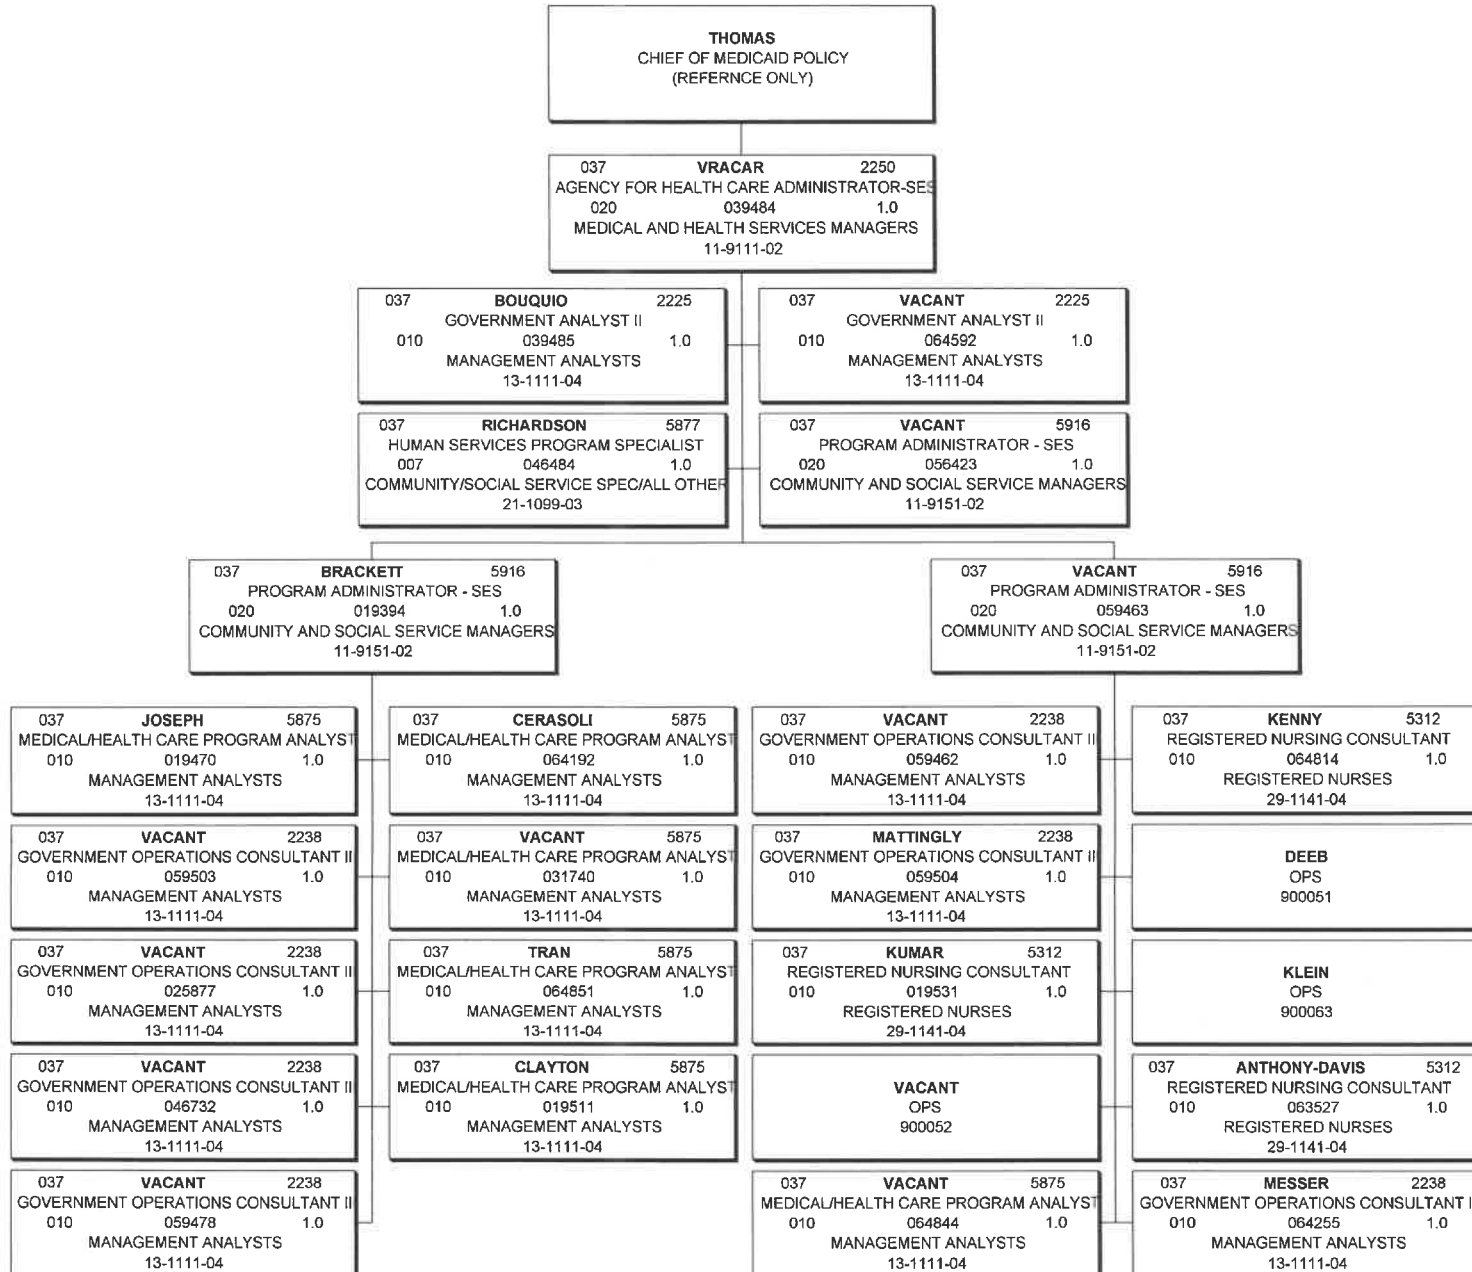 THOMAS
CHIEF OF MEDICAID POLICY
(REFERNCE ONLY)
037 VRACAR 2250
AGENCY FOR HEALTH CARE ADMINISTRATOR-SES
020 039484 1.0
MEDICAL AND HEALTH SERVICES MANAGERS
11-9111-02
037 BOUQUIO 2225
GOVERNMENT ANALYST II
010 039485 1.0
MANAGEMENT ANALYSTS
13-1111-04
037 VACANT 2225
GOVERNMENT ANALYST II
010 064592 1.0
MANAGEMENT ANALYSTS
13-1111-04
037 RICHARDSON 5877
HUMAN SERVICES PROGRAM SPECIALIST
007 046484 1.0
COMMUNITY/SOCIAL SERVICE SPEC/ALL OTHER
21-1099-03
037 VACANT 5916
PROGRAM ADMINISTRATOR - SES
020 056423 1.0
COMMUNITY AND SOCIAL SERVICE MANAGERS
11-9151-02
037 BRACKETT 5916
PROGRAM ADMINISTRATOR - SES
020 019394 1.0
COMMUNITY AND SOCIAL SERVICE MANAGERS
11-9151-02
037 VACANT 5916
PROGRAM ADMINISTRATOR - SES
020 059463 1.0
COMMUNITY AND SOCIAL SERVICE MANAGERS
11-9151-02
037 JOSEPH 5875
MEDICAL/HEALTH CARE PROGRAM ANALYST
010 019470 1.0
MANAGEMENT ANALYSTS
13-1111-04
037 CERASOLI 5875
MEDICAL/HEALTH CARE PROGRAM ANALYST
010 064192 1.0
MANAGEMENT ANALYSTS
13-1111-04
037 VACANT 2238
GOVERNMENT OPERATIONS CONSULTANT II
010 059462 1.0
MANAGEMENT ANALYSTS
13-1111-04
037 KENNY 5312
REGISTERED NURSING CONSULTANT
010 064814 1.0
REGISTERED NURSES
29-1141-04
037 VACANT 2238
GOVERNMENT OPERATIONS CONSULTANT II
010 059503 1.0
MANAGEMENT ANALYSTS
13-1111-04
037 VACANT 5875
MEDICAL/HEALTH CARE PROGRAM ANALYST
010 031740 1.0
MANAGEMENT ANALYSTS
13-1111-04
037 MATTINGLY 2238
GOVERNMENT OPERATIONS CONSULTANT II
010 059504 1.0
MANAGEMENT ANALYSTS
13-1111-04
DEEB
OPS
900051
037 VACANT 2238
GOVERNMENT OPERATIONS CONSULTANT II
010 025877 1.0
MANAGEMENT ANALYSTS
13-1111-04
037 TRAN 5875
MEDICAL/HEALTH CARE PROGRAM ANALYST
010 064851 1.0
MANAGEMENT ANALYSTS
13-1111-04
037 KUMAR 5312
REGISTERED NURSING CONSULTANT
010 019531 1.0
REGISTERED NURSES
29-1141-04
KLEIN
OPS
900063
037 VACANT 2238
GOVERNMENT OPERATIONS CONSULTANT II
010 046732 1.0
MANAGEMENT ANALYSTS
13-1111-04
037 CLAYTON 5875
MEDICAL/HEALTH CARE PROGRAM ANALYST
010 019511 1.0
MANAGEMENT ANALYSTS
13-1111-04
VACANT
OPS
900052
037 ANTHONY-DAVIS 5312
REGISTERED NURSING CONSULTANT
010 063527 1.0
REGISTERED NURSES
29-1141-04
037 VACANT 2238
GOVERNMENT OPERATIONS CONSULTANT II
010 059478 1.0
MANAGEMENT ANALYSTS
13-1111-04
037 VACANT 5875
MEDICAL/HEALTH CARE PROGRAM ANALYST
010 064844 1.0
MANAGEMENT ANALYSTS
13-1111-04
037 MESSER 2238
GOVERNMENT OPERATIONS CONSULTANT I
010 064255 1.0
MANAGEMENT ANALYSTS
13-1111-04